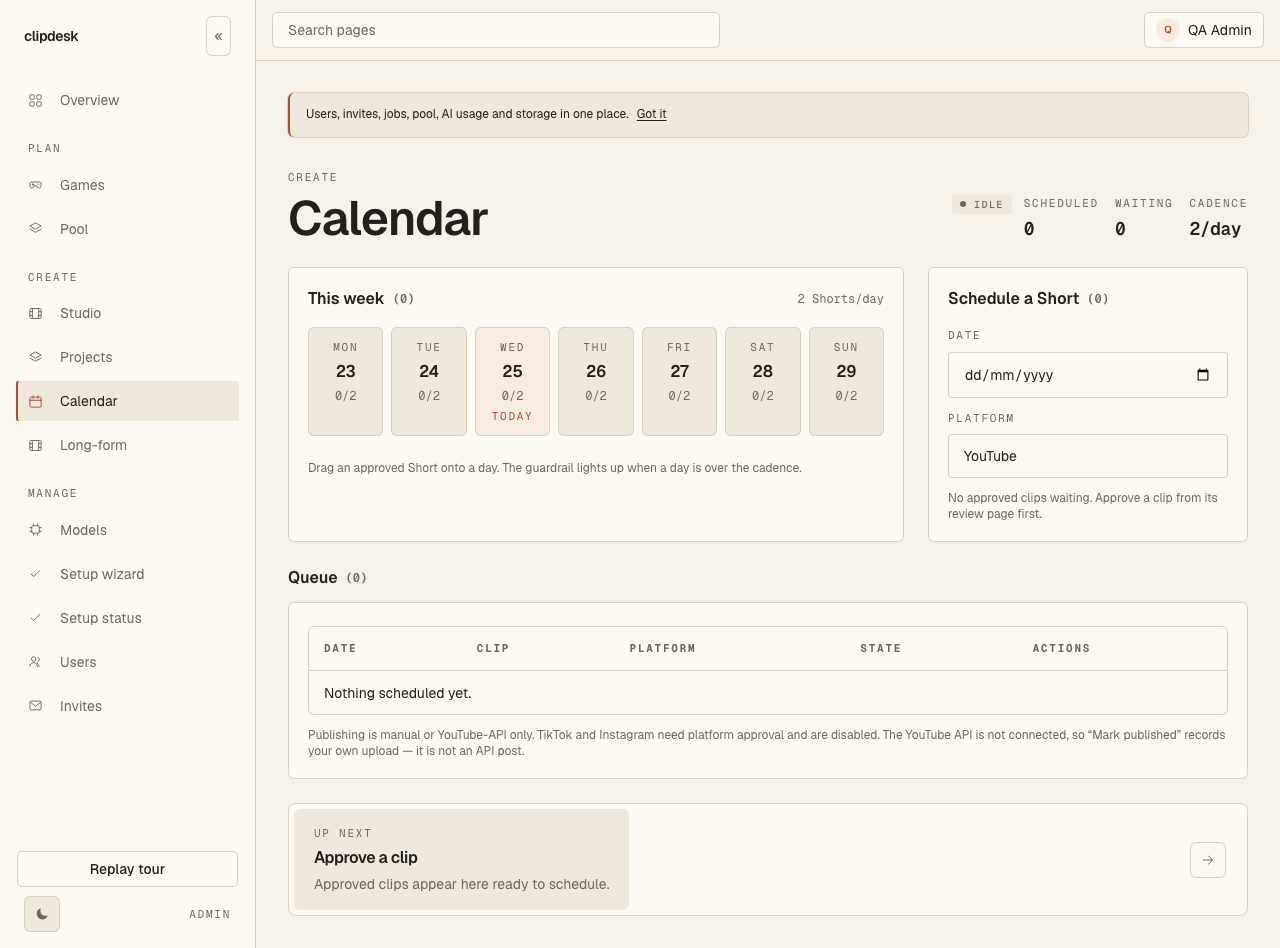 clipdesk
«
Search pages
Q
QA Admin
Overview
PLAN
Games
Pool
CREATE
Studio
Projects
Calendar
Long-form
MANAGE
Models
Setup wizard
Setup status
Users
Invites
Replay tour
ADMIN
Users, invites, jobs, pool, AI usage and storage in one place. Got it
CREATE
Calendar
IDLE
SCHEDULED
0
WAITING
0
CADENCE
2/day
This week (0)
2 Shorts/day
MON
23
0/2
TUE
24
0/2
WED
25
0/2
TODAY
THU
26
0/2
FRI
27
0/2
SAT
28
0/2
SUN
29
0/2
Drag an approved Short onto a day. The guardrail lights up when a day is over the cadence.
Schedule a Short (0)
DATE
dd/mm/yyyy
PLATFORM
YouTube
No approved clips waiting. Approve a clip from its
review page first.
Queue (0)
DATE CLIP PLATFORM STATE ACTIONS
Nothing scheduled yet.
Publishing is manual or YouTube-API only. TikTok and Instagram need platform approval and are disabled. The YouTube API is not connected, so “Mark published” records
your own upload — it is not an API post.
UP NEXT
Approve a clip
Approved clips appear here ready to schedule.